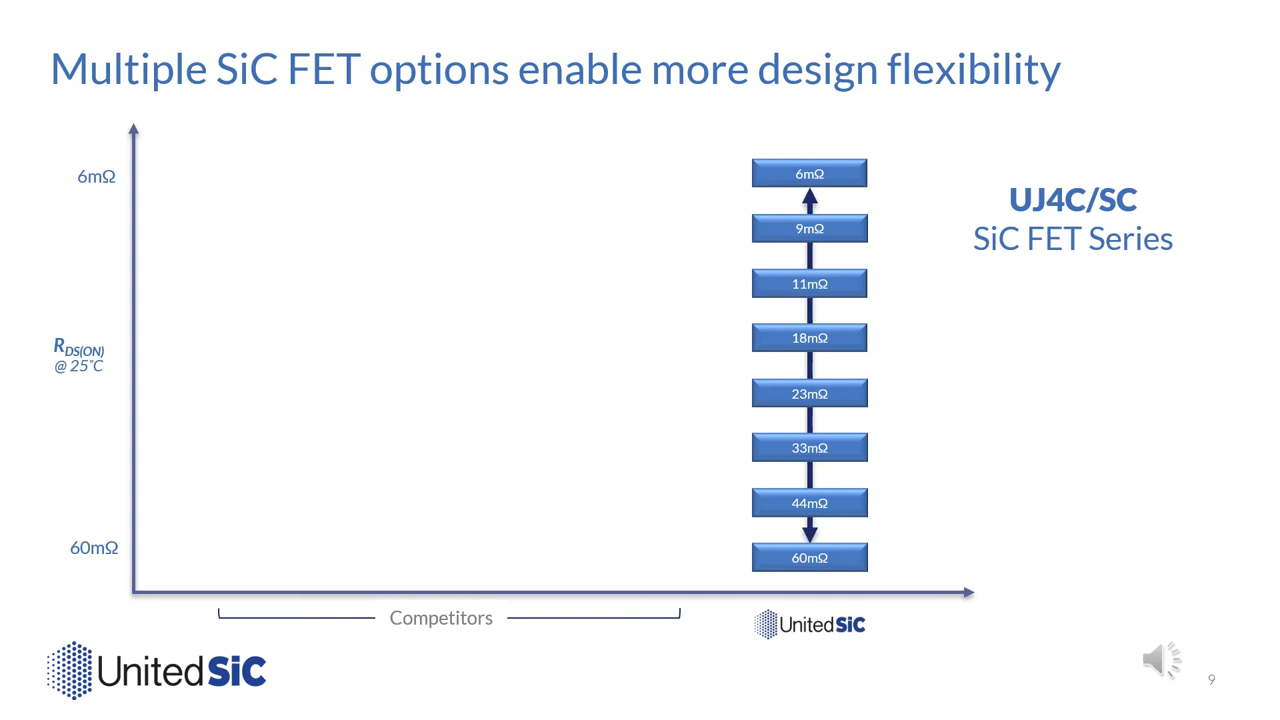 Multiple SiC FET options enable more design flexibility
6mΩ
R_DS(ON)
@ 25˚C
60mΩ
6mΩ
9mΩ
11mΩ
18mΩ
23mΩ
33mΩ
44mΩ
60mΩ
UJ4C/SC
SiC FET Series
Competitors
United SiC
United SiC
9